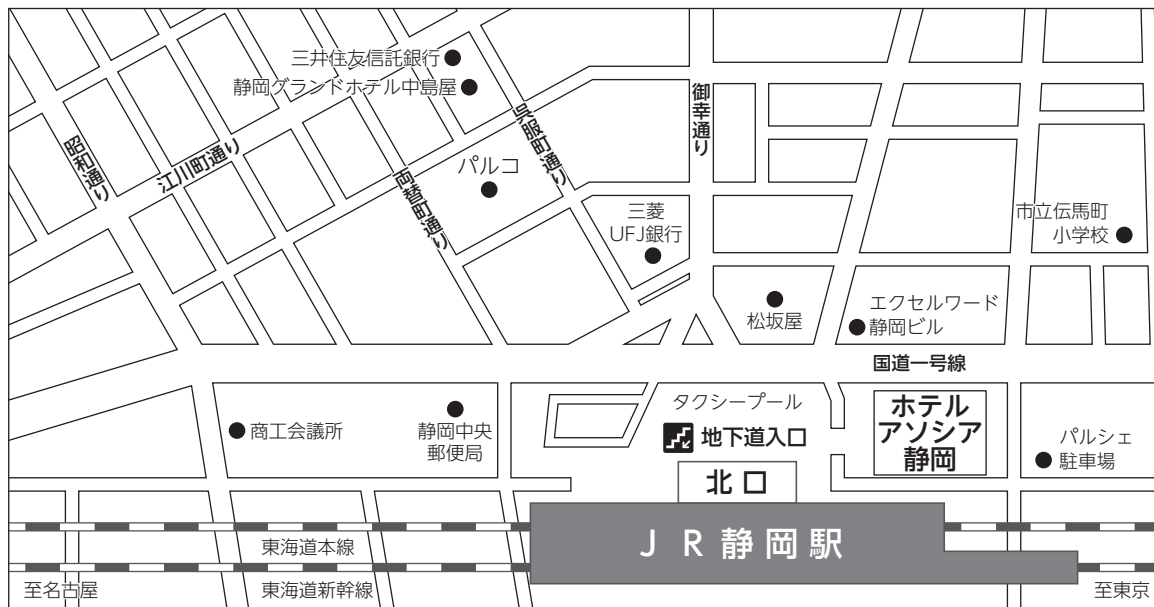 三井住友信託銀行
静岡グランドホテル中島屋
御幸通り
呉服町通り
昭和通り
江川町通り
パルコ
両替町通り
三菱
UFJ銀行
市立伝馬町
小学校
松坂屋
エクセルワード
静岡ビル
国道一号線
タクシープール
ホテル
アソシア
静岡
商工会議所
静岡中央
郵便局
地下道入口
パルシェ
駐車場
北口
JR静岡駅
東海道本線
至名古屋
東海道新幹線
至東京